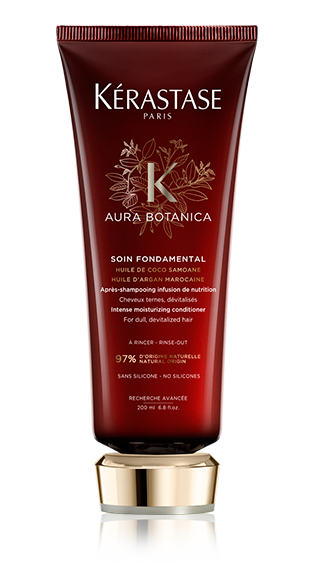 KÉRASTASE
PARIS
K
AURA BOTANICA
SOIN FONDAMENTAL
HUILE DE COCO SAMOANE
HUILE D'ARGAN MAROCAINE
Après-shampooing infusion de nutrition
Cheveux ternes, dévitalisés
Intense moisturizing conditioner
For dull, devitalized hair
À RINCER - RINSE-OUT
97% D'ORIGINE NATURELLE
NATURAL ORIGIN
SANS SILICONE - NO SILICONES
RECHERCHE AVANCÉE
200 ml 6.8 fl.oz.